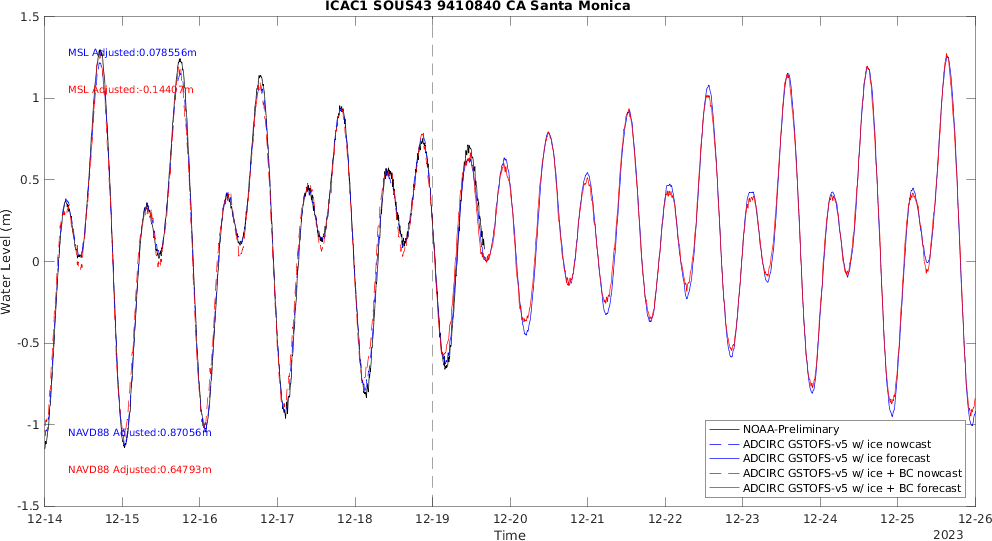 ICAC1 SOUS43 9410840 CA Santa Monica
1.5
1
0.5
0
-0.5
-1
-1.5
Water Level (m)
MSL Adjusted:0.078556m
MSL Adjusted:-0.14407m
NAVD88 Adjusted:0.87056m
NAVD88 Adjusted:0.64793m
NOAA-Preliminary
ADCIRC GSTOFS-v5 w/ ice nowcast
ADCIRC GSTOFS-v5 w/ ice forecast
ADCIRC GSTOFS-v5 w/ ice + BC nowcast
ADCIRC GSTOFS-v5 w/ ice + BC forecast
12-14 12-15 12-16 12-17 12-18 12-19 12-20 12-21 12-22 12-23 12-24 12-25 12-26
Time
2023